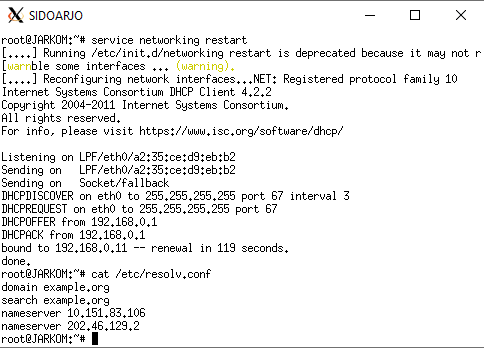 SIDOARJO
root@JARKOM:~# service networking restart
[....] Running /etc/init.d/networking restart is deprecated because it may not r
[warnble some interfaces ... (warning).
[....] Reconfiguring network interfaces...NET: Registered protocol family 10
Internet Systems Consortium DHCP Client 4.2.2
Copyright 2004-2011 Internet Systems Consortium.
All rights reserved.
For info, please visit https://www.isc.org/software/dhcp/
Listening on LPF/eth0/a2:35:ce:d9:eb:b2
Sending on   LPF/eth0/a2:35:ce:d9:eb:b2
Sending on   Socket/fallback
DHCPDISCOVER on eth0 to 255.255.255.255 port 67 interval 3
DHCPREQUEST on eth0 to 255.255.255.255 port 67
DHCPOFFER from 192.168.0.1
DHCPACK from 192.168.0.1
bound to 192.168.0.11 -- renewal in 119 seconds.
done.
root@JARKOM:~# cat /etc/resolv.conf
domain example.org
search example.org
nameserver 10.151.83.106
nameserver 202.46.129.2
root@JARKOM:~#